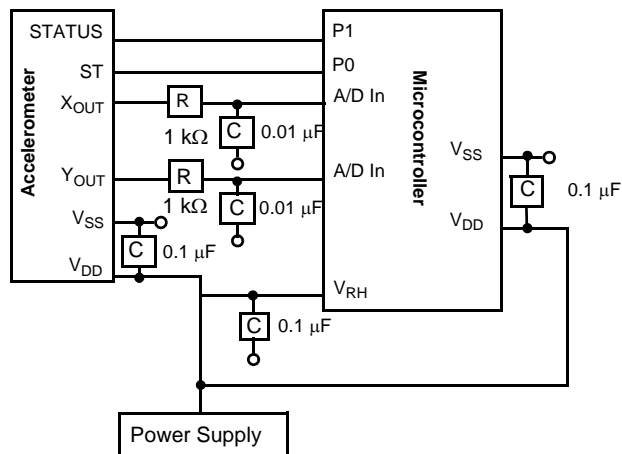 Accelerometer
STATUS
ST
XOUT
YOUT
VSS
VDD
R
1 kΩ
C
0.01 μF
R
1 kΩ
C
0.01 μF
C
0.1 μF
P1
P0
A/D In
A/D In
VRH
Microcontroller
VSS
VDD
C
0.1 μF
C
0.1 μF
Power Supply